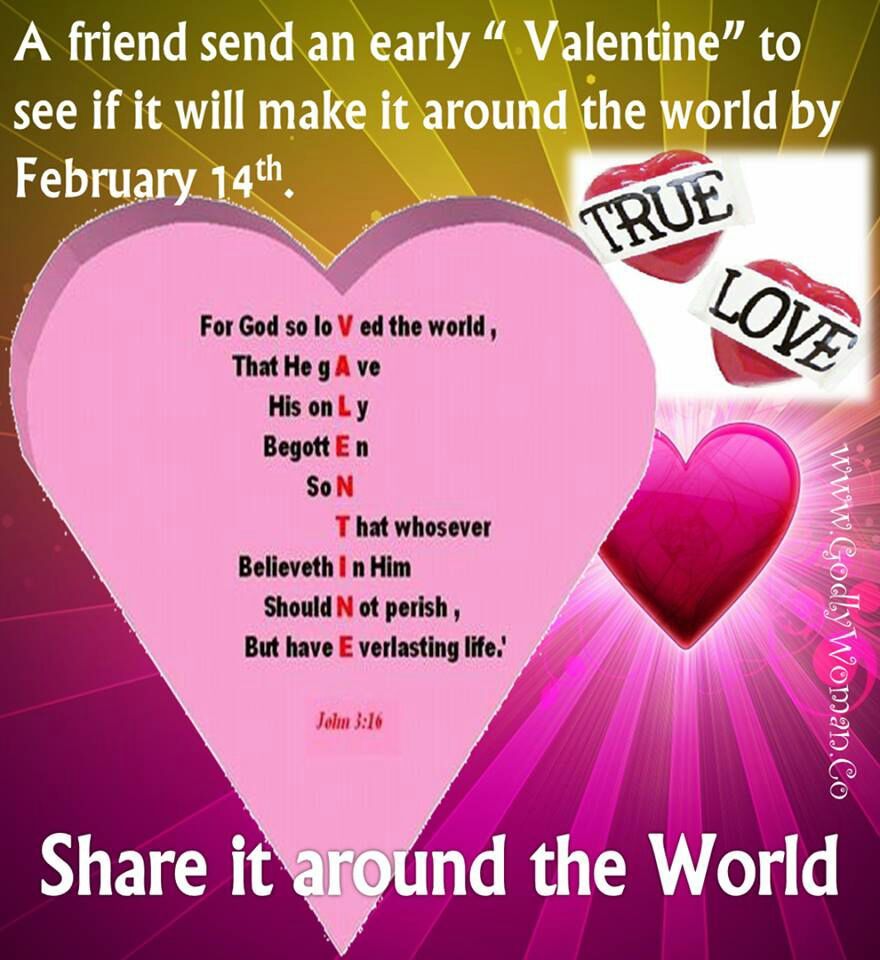 A friend send an early “ Valentine” to
see if it will make it around the world by
February 14th.
TRUE
LOVE
For God so lo V ed the world ,
That He g A ve
His on L y
Begott E n
So N
T hat whosever
Believeth I n Him
Should N ot perish ,
But have E verlasting life.'
John 3:16
www.GodlyWoman.Co
Share it around the World